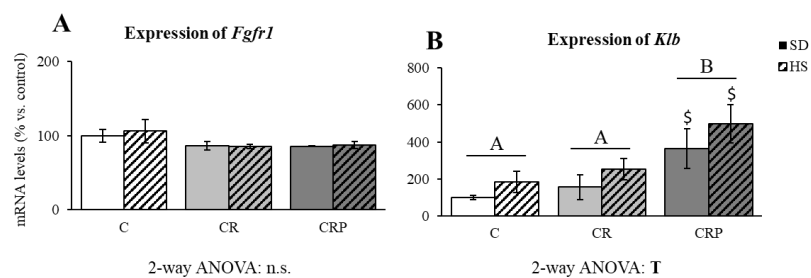 A
Expression of Fgfr1
mRNA levels (% vs. control)
200
100
0
C
CR
CRP
2-way ANOVA: n.s.
B
Expression of Klb
SD
HS
800
600
400
200
0
A
A
B
$
$
C
CR
CRP
2-way ANOVA: T